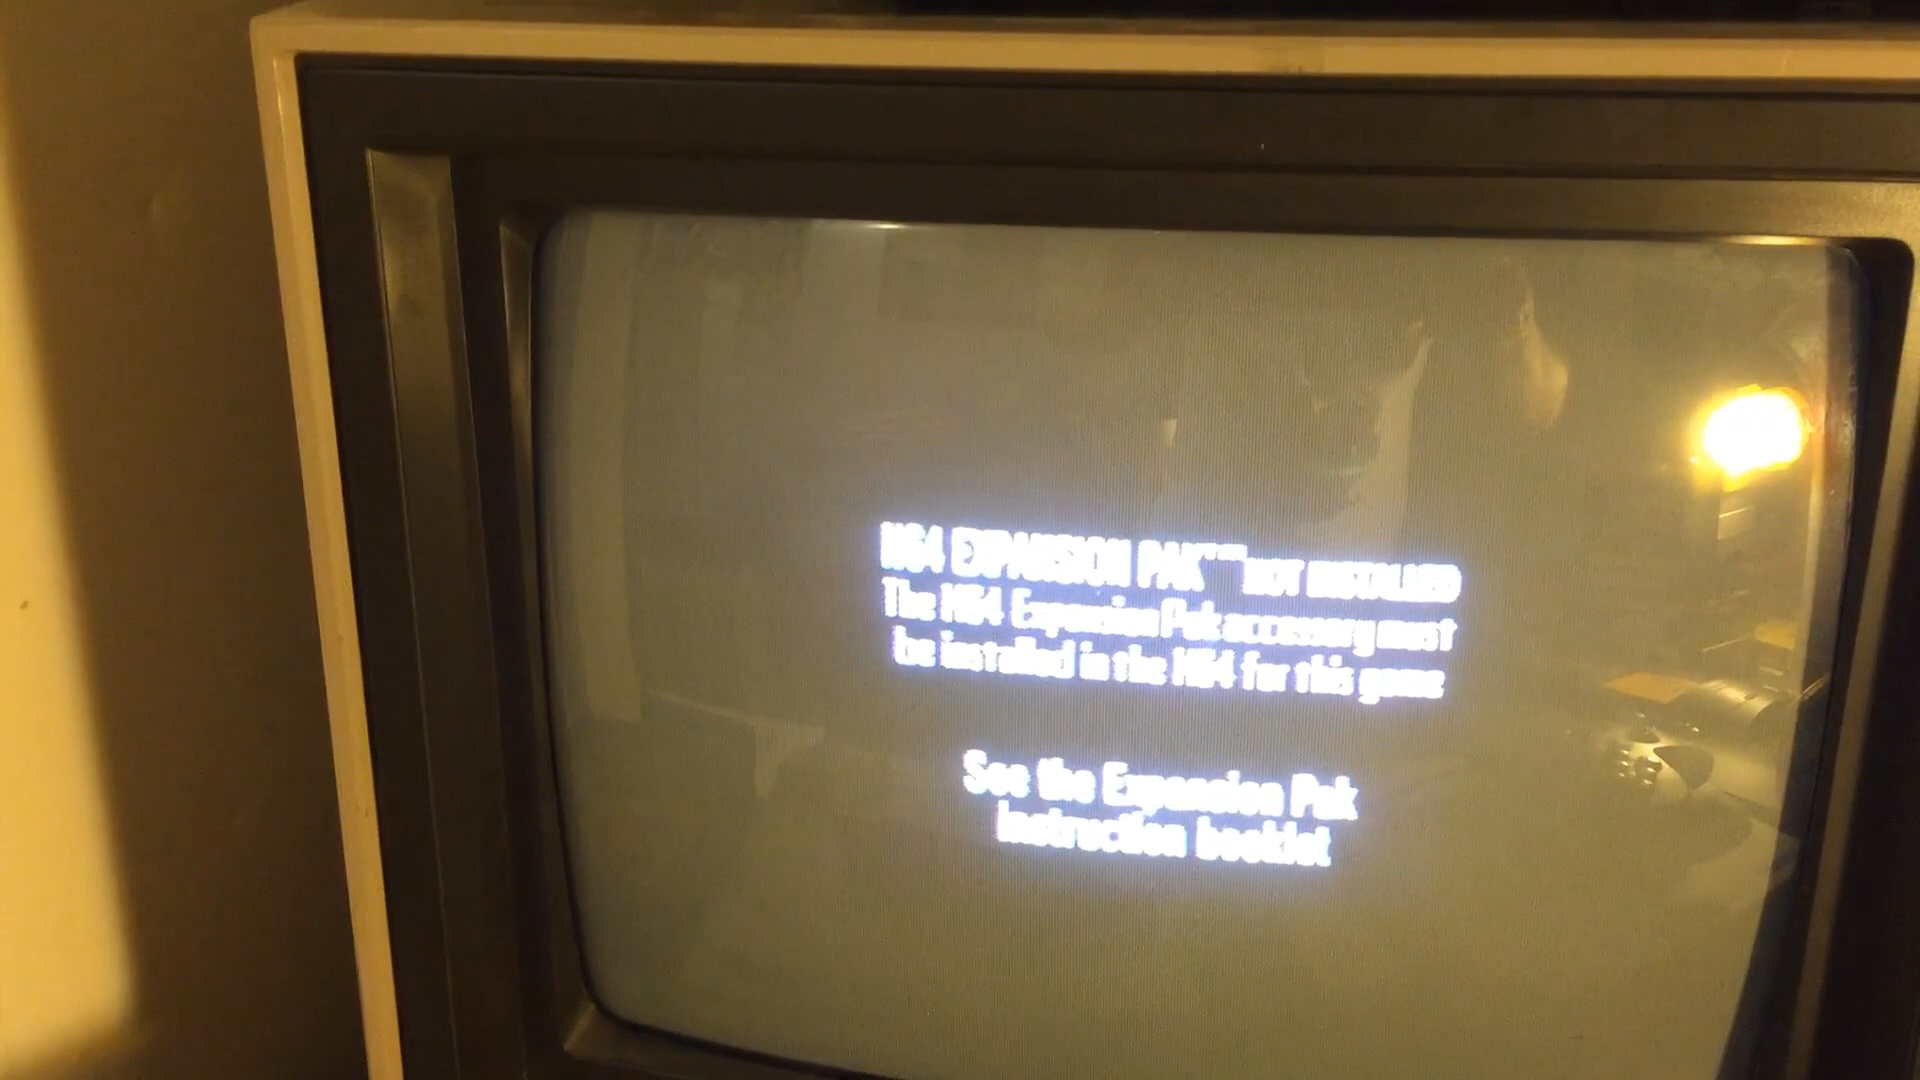 N64 EXPANSION PAK™ NOT INSTALLED
The N64 Expansion Pak accessory must
be installed in the N64 for this game
See the Expansion Pak
Instruction booklet